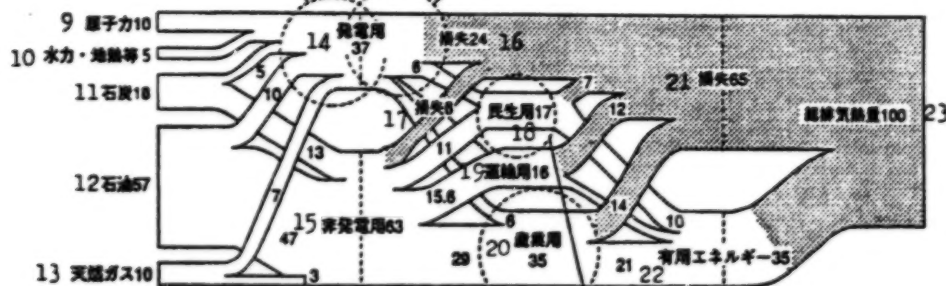 9 原子力10
10 水力・地熱等 5
11 石炭18
12 石油57
13 天然ガス10
14 発電用
37
15 非発電用63
損失24 16
17 損失6
民生用17
18
19 運輸用16
20 産業用
35
21 損失65
22 有用エネルギー35
総排気熱量100
23
5
10
13
7
47
3
6
11
15.6
6
29
7
12
14
10
21